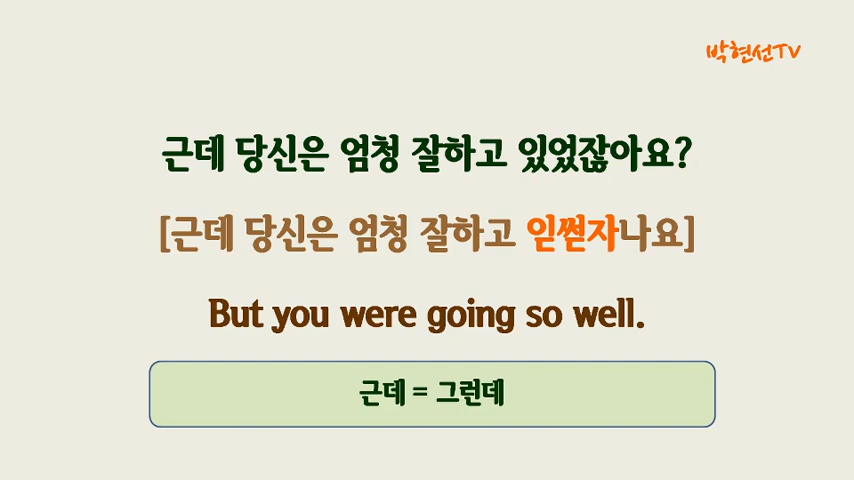 박현선TV
근데 당신은 엄청 잘하고 있었잖아요?
[근데 당신은 엄청 잘하고 읻썯자나요]
But you were going so well.
근데 = 그런데